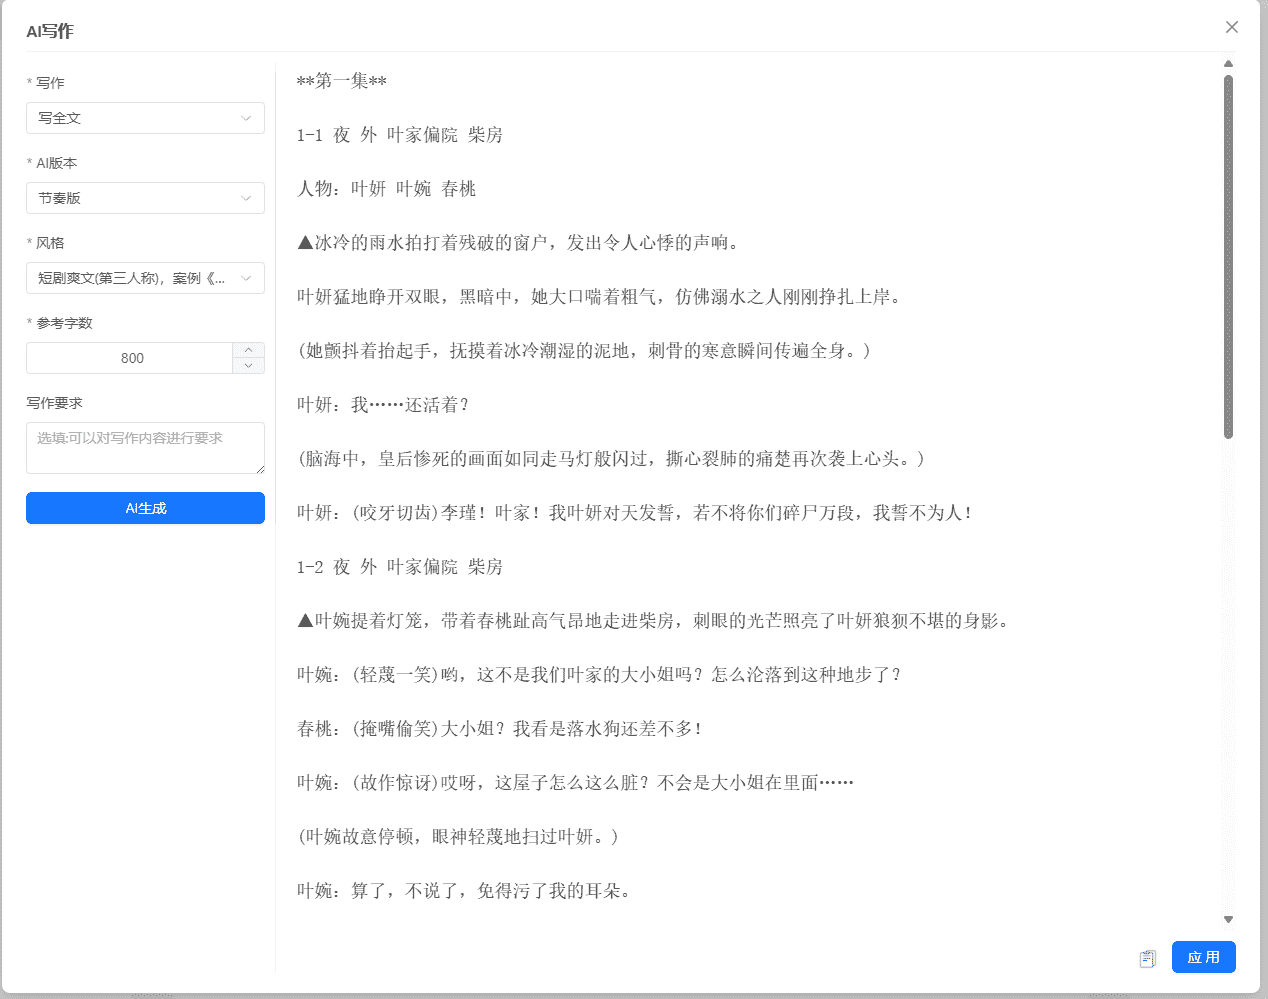 AI写作
* 写作
写全文
* AI版本
节奏版
* 风格
短剧爽文(第三人称)，案例《...
* 参考字数
800
写作要求
选填:可以对写作内容进行要求
AI生成
**第一集**
1-1 夜 外 叶家偏院 柴房
人物：叶妍 叶婉 春桃
▲冰冷的雨水拍打着残破的窗户，发出令人心悸的声响。
叶妍猛地睁开双眼，黑暗中，她大口喘着粗气，仿佛溺水之人刚刚挣扎上岸。
(她颤抖着抬起手，抚摸着冰冷潮湿的泥地，刺骨的寒意瞬间传遍全身。)
叶妍：我……还活着？
(脑海中，皇后惨死的画面如同走马灯般闪过，撕心裂肺的痛楚再次袭上心头。)
叶妍：(咬牙切齿)李瑾！叶家！我叶妍对天发誓，若不将你们碎尸万段，我誓不为人！
1-2 夜 外 叶家偏院 柴房
▲叶婉提着灯笼，带着春桃趾高气昂地走进柴房，刺眼的光芒照亮了叶妍狼狈不堪的身影。
叶婉：(轻蔑一笑)哟，这不是我们叶家的大小姐吗？怎么沦落到这种地步了？
春桃：(掩嘴偷笑)大小姐？我看是落水狗还差不多！
叶婉：(故作惊讶)哎呀，这屋子怎么这么脏？不会是大小姐在里面……
(叶婉故意停顿，眼神轻蔑地扫过叶妍。)
叶婉：算了，不说了，免得污了我的耳朵。
应 用